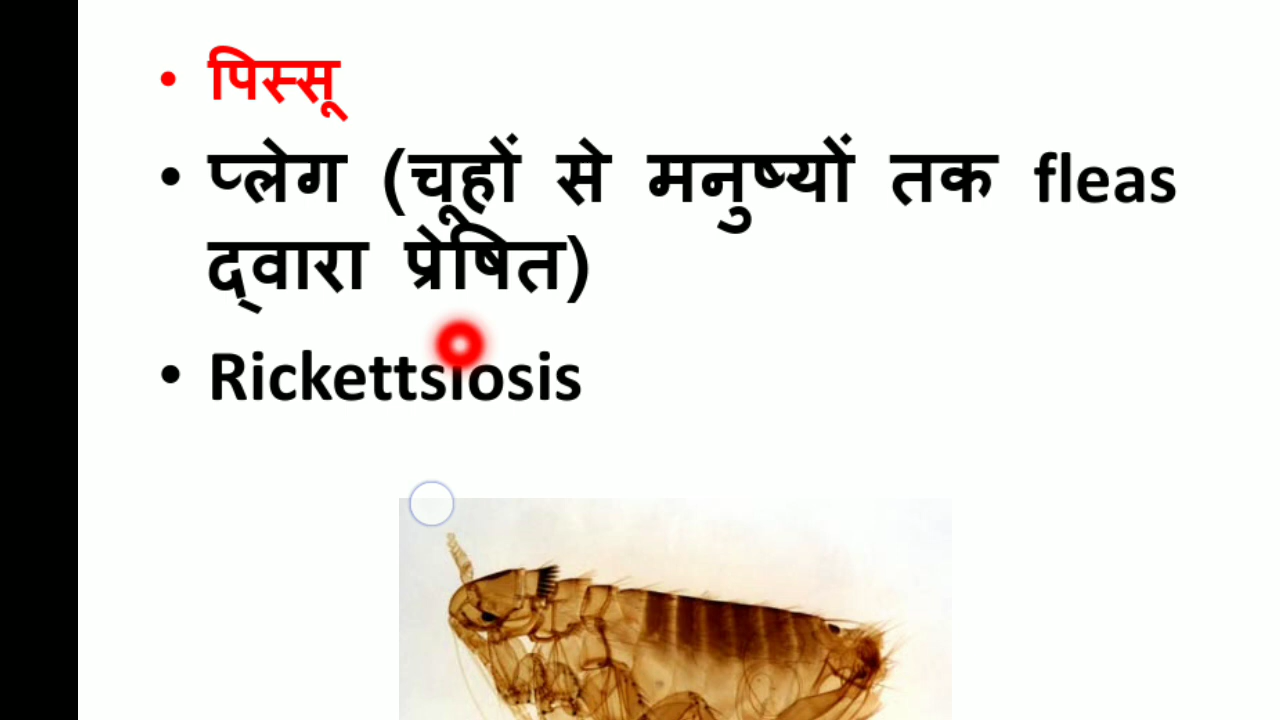 • पिस्सू
• प्लेग (चूहों से मनुष्यों तक fleas
द्वारा प्रेषित)
• Rickettsiosis